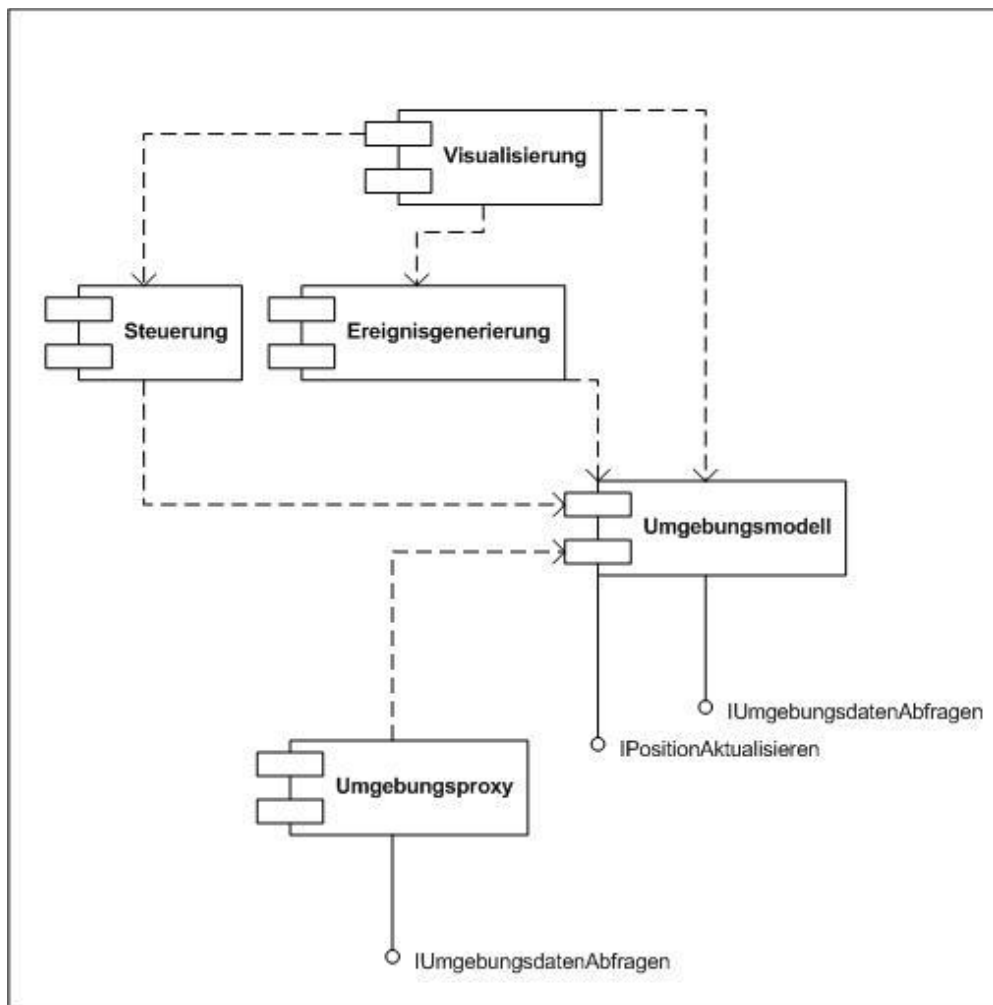 Visualisierung
Steuerung
Ereignisgenerierung
Umgebungsmodell
IUmgebungsdatenAbfragen
IPositionAktualisieren
Umgebungsproxy
IUmgebungsdatenAbfragen